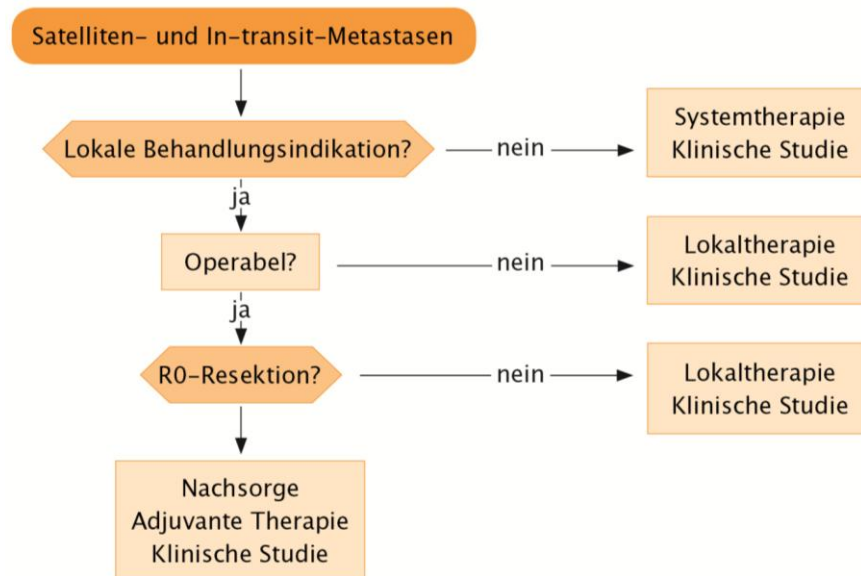 Satelliten- und In-transit-Metastasen
Lokale Behandlungsindikation?
nein
Systemtherapie
Klinische Studie
ja
Operabel?
nein
Lokaltherapie
Klinische Studie
ja
R0-Resektion?
nein
Lokaltherapie
Klinische Studie
Nachsorge
Adjuvante Therapie
Klinische Studie